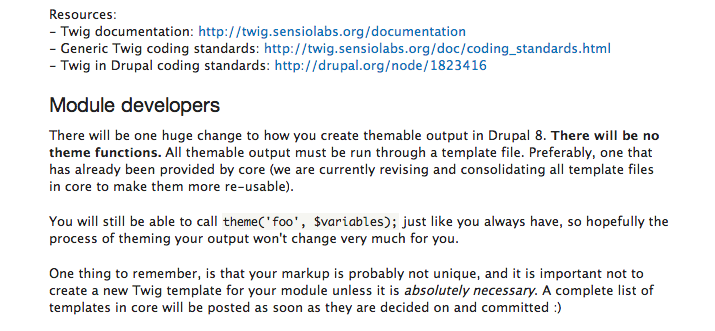 Resources:
- Twig documentation: http://twig.sensiolabs.org/documentation
- Generic Twig coding standards: http://twig.sensiolabs.org/doc/coding_standards.html
- Twig in Drupal coding standards: http://drupal.org/node/1823416
Module developers
There will be one huge change to how you create themable output in Drupal 8. There will be no
theme functions. All themable output must be run through a template file. Preferably, one that
has already been provided by core (we are currently revising and consolidating all template files
in core to make them more re-usable).
You will still be able to call theme('foo', $variables); just like you always have, so hopefully the
process of theming your output won't change very much for you.
One thing to remember, is that your markup is probably not unique, and it is important not to
create a new Twig template for your module unless it is absolutely necessary. A complete list of
templates in core will be posted as soon as they are decided on and committed :)